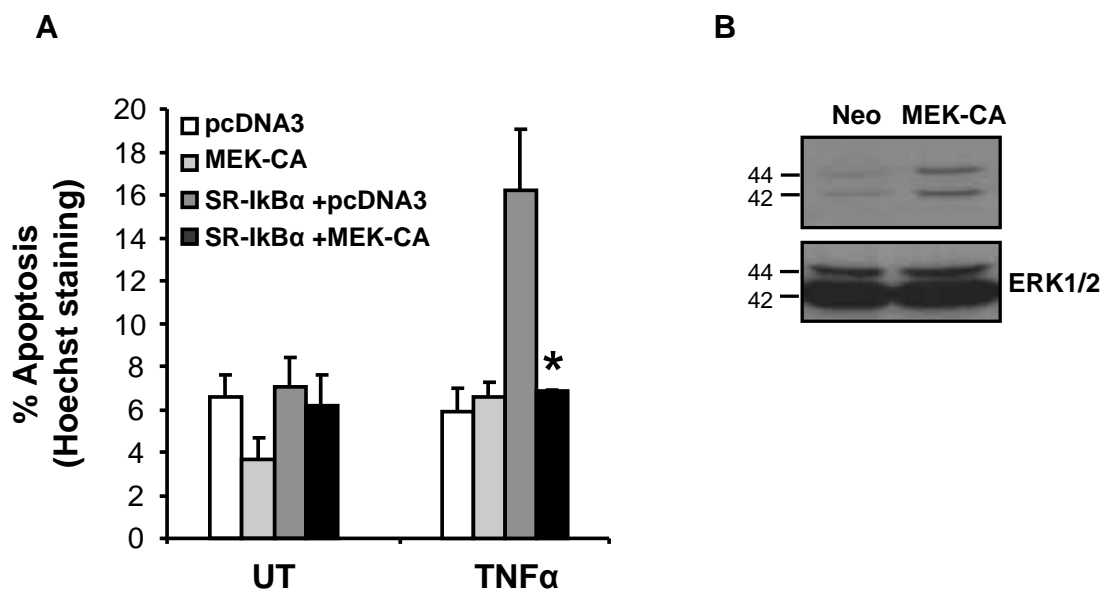 A
% Apoptosis
(Hoechst staining)
20
18
16
14
12
10
8
6
4
2
0
pcDNA3
MEK-CA
SR-IkBα +pcDNA3
SR-IkBα +MEK-CA
*
UT
TNFα
B
Neo MEK-CA
44
42
44
42
ERK1/2